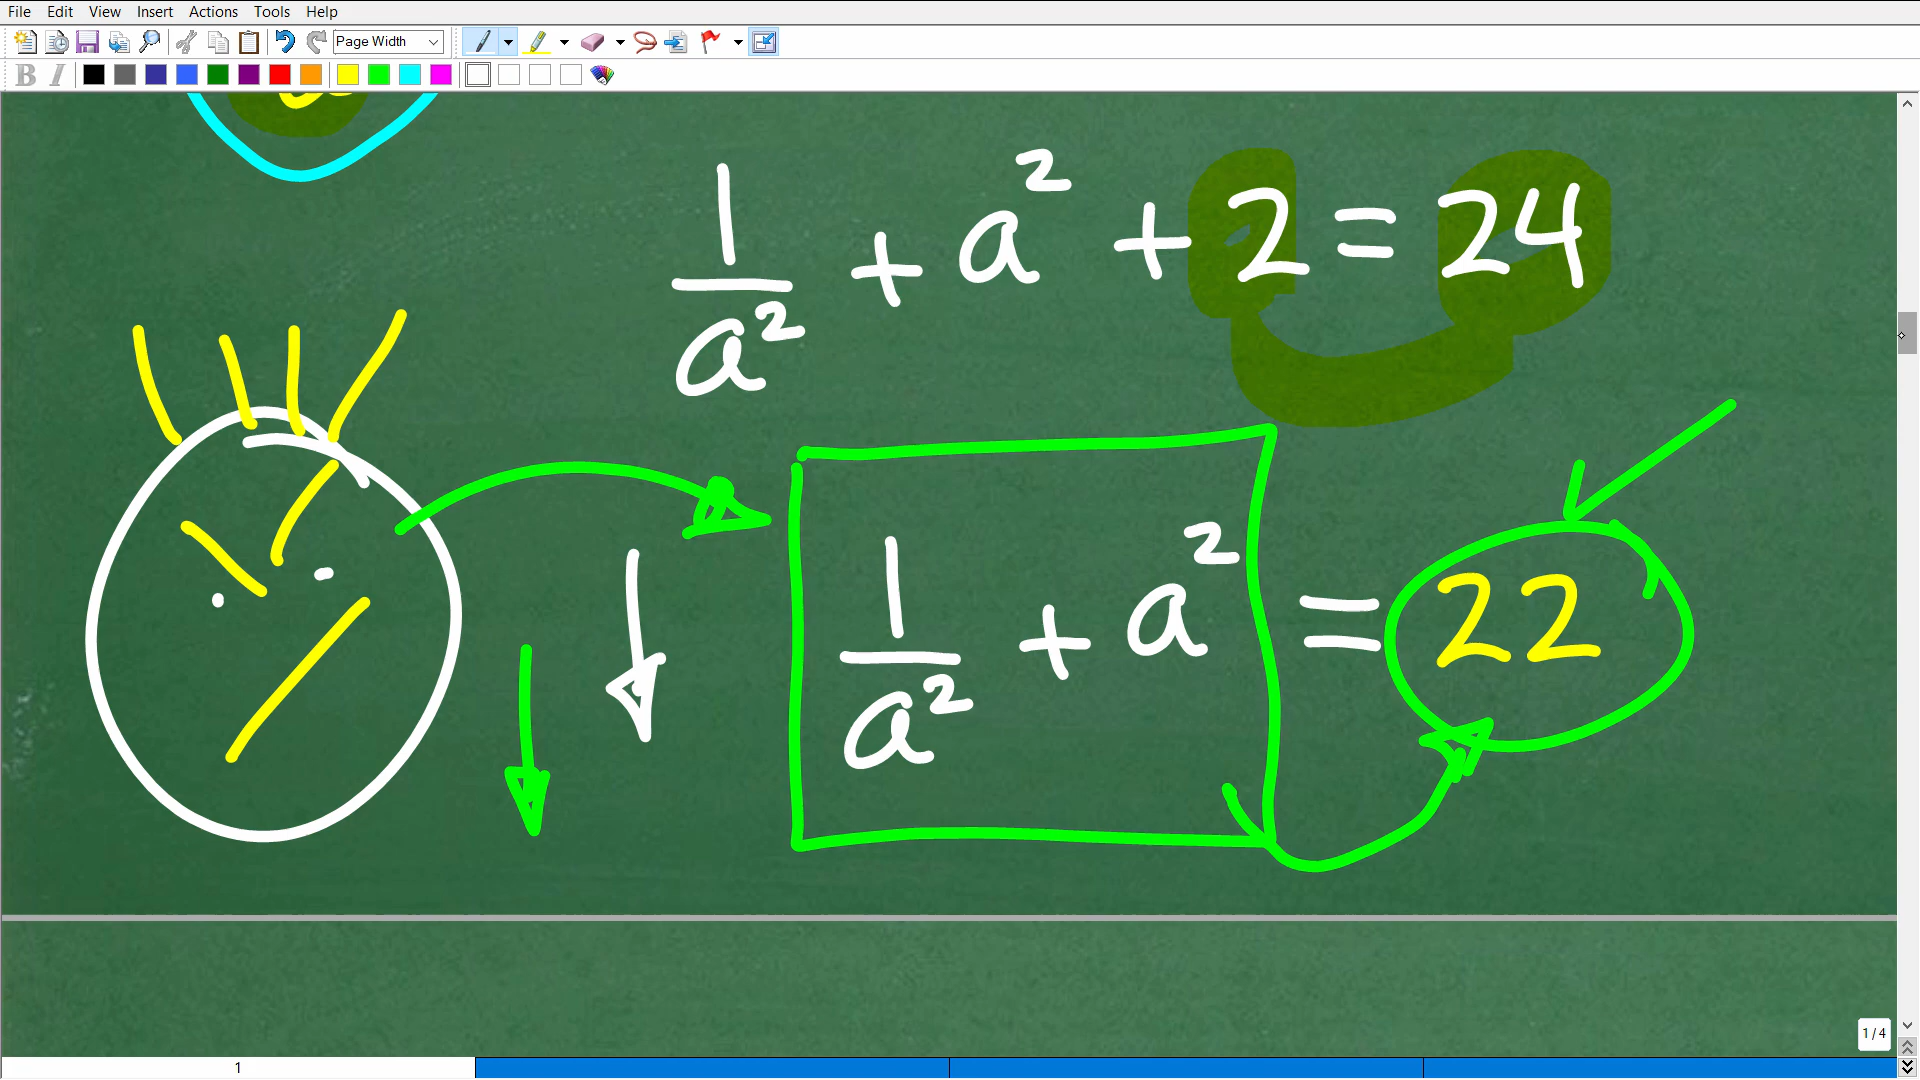 File Edit View Insert Actions Tools Help
Page Width
B I
1/a² + a² + 2 = 24
1/a² + a² = 22
1 / 4
1